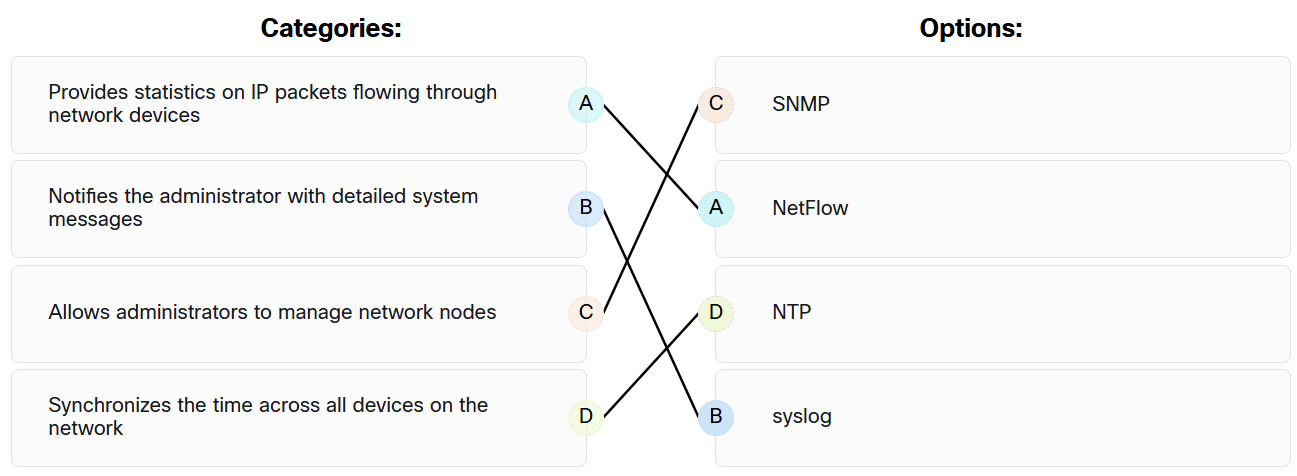 Categories:
Options:
Provides statistics on IP packets flowing through
network devices
A
C
SNMP
Notifies the administrator with detailed system
messages
B
A
NetFlow
Allows administrators to manage network nodes
C
D
NTP
Synchronizes the time across all devices on the
network
D
B
syslog